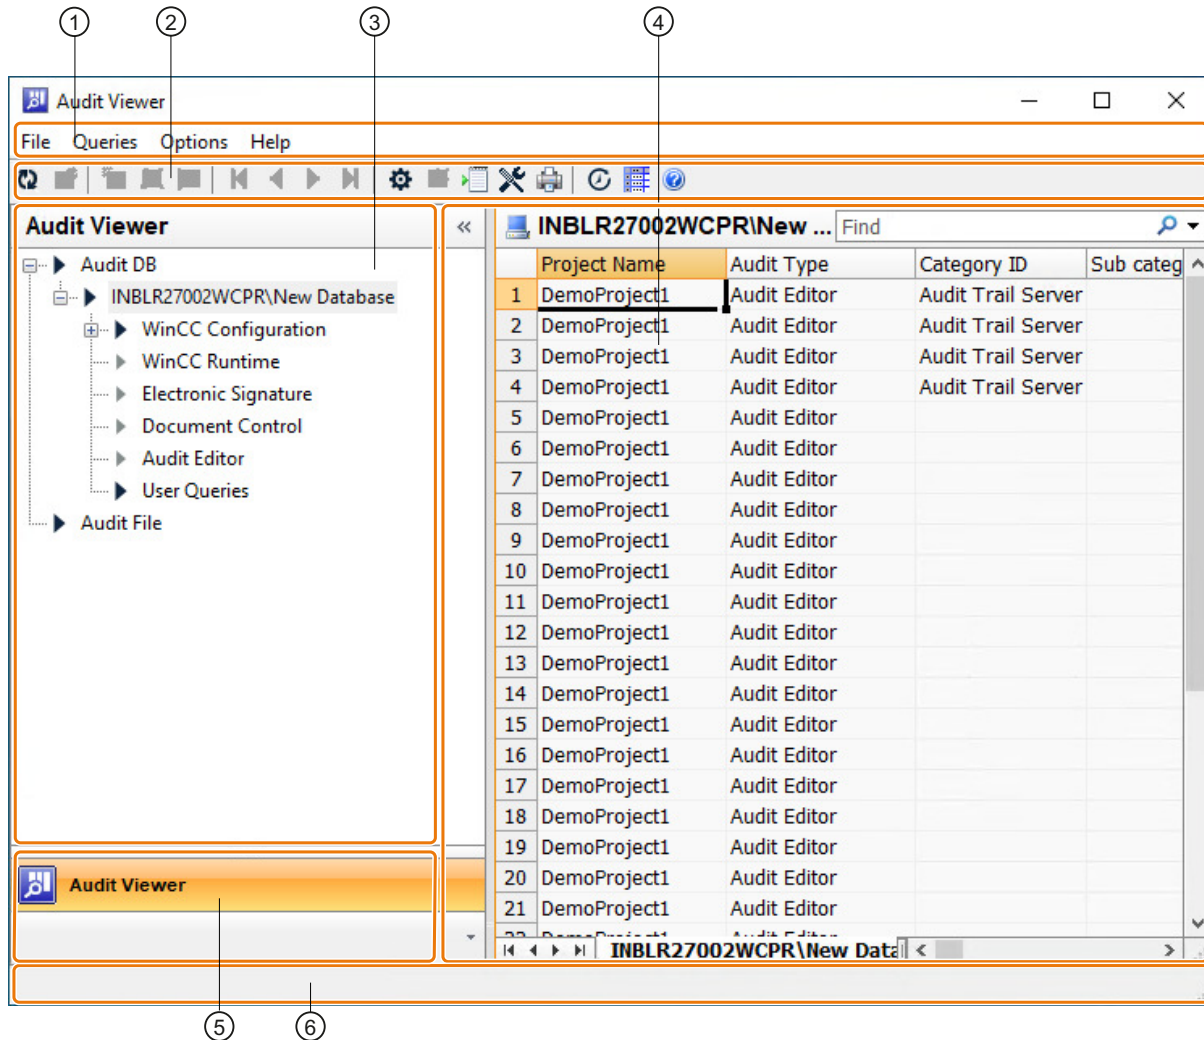 1 2 3 4
Audit Viewer
File Queries Options Help
Audit Viewer
INBLR27002WCPR\New ... Find
Audit DB
INBLR27002WCPR\New Database
WinCC Configuration
WinCC Runtime
Electronic Signature
Document Control
Audit Editor
User Queries
Audit File
Project Name Audit Type Category ID Sub categ
1 DemoProject1 Audit Editor Audit Trail Server
2 DemoProject1 Audit Editor Audit Trail Server
3 DemoProject1 Audit Editor Audit Trail Server
4 DemoProject1 Audit Editor Audit Trail Server
5 DemoProject1 Audit Editor
6 DemoProject1 Audit Editor
7 DemoProject1 Audit Editor
8 DemoProject1 Audit Editor
9 DemoProject1 Audit Editor
10 DemoProject1 Audit Editor
11 DemoProject1 Audit Editor
12 DemoProject1 Audit Editor
13 DemoProject1 Audit Editor
14 DemoProject1 Audit Editor
15 DemoProject1 Audit Editor
16 DemoProject1 Audit Editor
17 DemoProject1 Audit Editor
18 DemoProject1 Audit Editor
19 DemoProject1 Audit Editor
20 DemoProject1 Audit Editor
21 DemoProject1 Audit Editor
Audit Viewer
INBLR27002WCPR\New Data
5 6